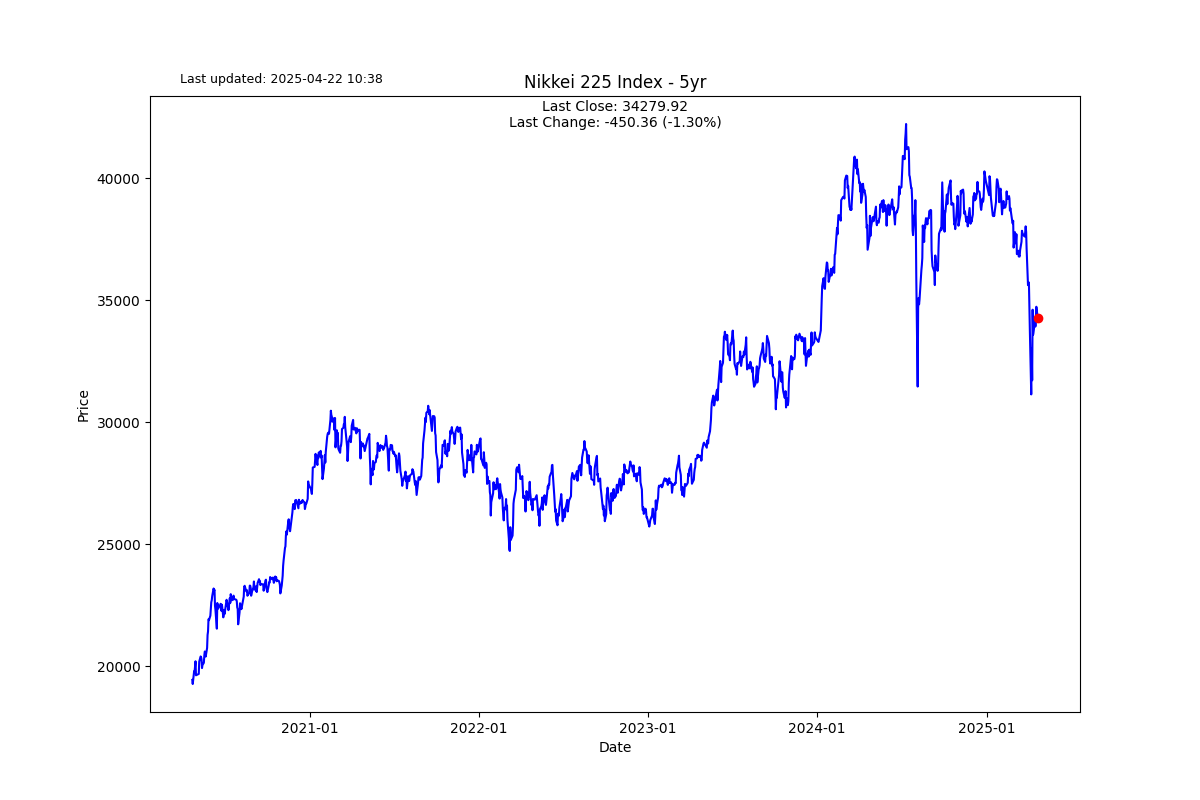 Last updated: 2025-04-22 10:38
Nikkei 225 Index - 5yr
Last Close: 34279.92
Last Change: -450.36 (-1.30%)
40000
35000
30000
25000
20000
Price
2021-01
2022-01
2023-01
2024-01
2025-01
Date